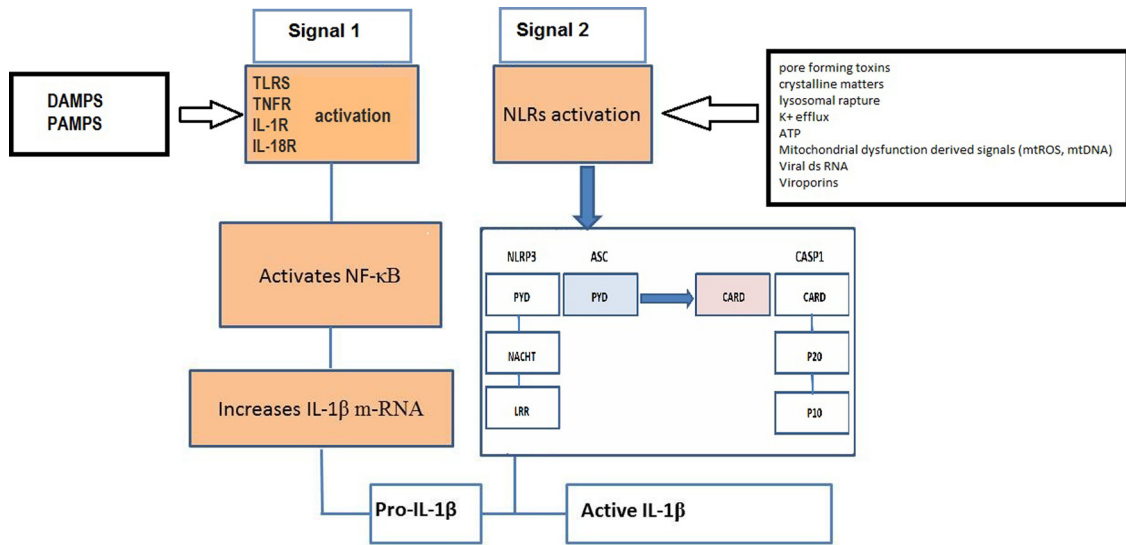 Signal 1
Signal 2
DAMPS
PAMPS
TLRS
TNFR
IL-1R
IL-18R
activation
NLRs activation
pore forming toxins
crystalline matters
lysosomal rapture
K+ efflux
ATP
Mitochondrial dysfunction derived signals (mtROS, mtDNA)
Viral ds RNA
Viroporins
Activates NF-κB
Increases IL-1β m-RNA
NLRP3
ASC
CASP1
PYD
PYD
CARD
CARD
NACHT
P20
LRR
P10
Pro-IL-1β
Active IL-1β